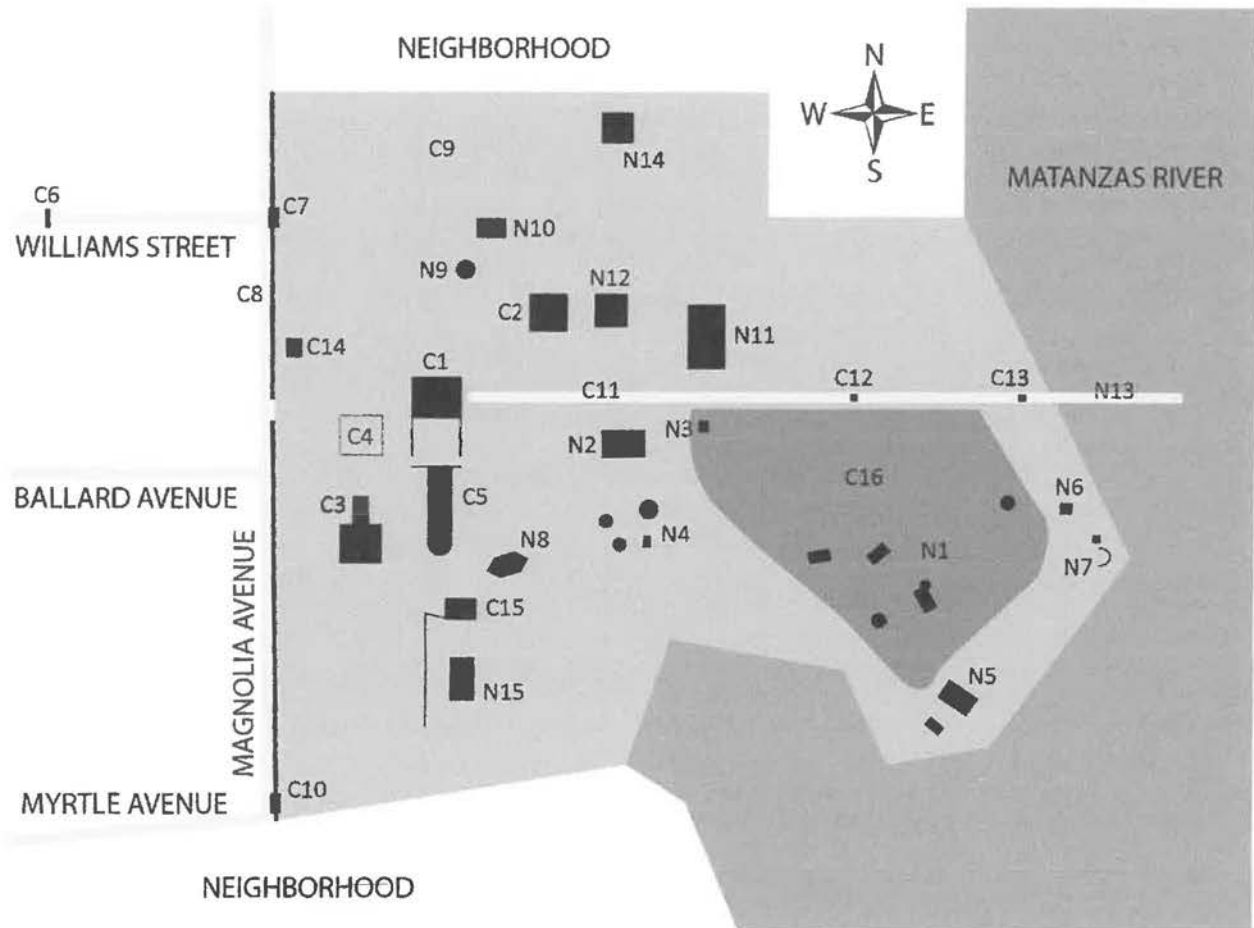 NEIGHBORHOOD
N
W E
S
C9
N14
MATANZAS RIVER
C6
C7
WILLIAMS STREET
N10
N9
N12
C8
C2
N11
C14
C1
C11
C12
C13
N13
C4
N2
N3
BALLARD AVENUE
C3
C5
C16
N6
N8
N4
N1
N7
MAGNOLIA AVENUE
C15
N15
N5
C10
MYRTLE AVENUE
NEIGHBORHOOD